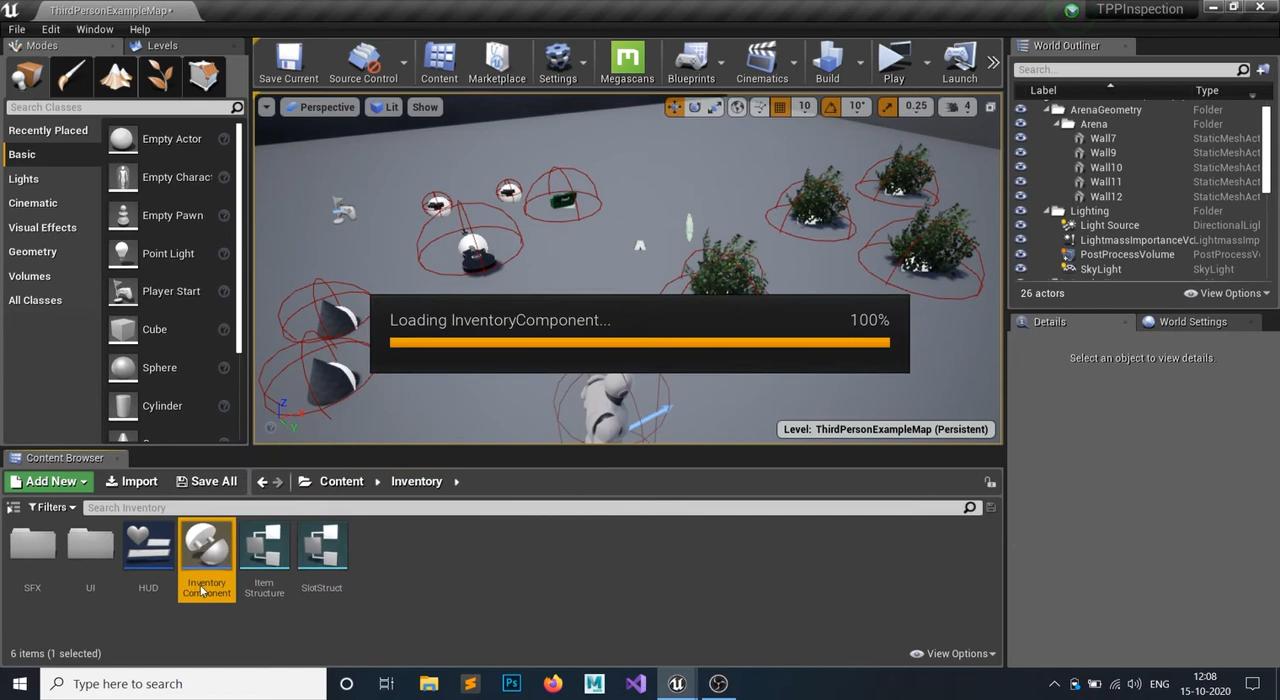 ThirdPersonExampleMap*
TPPInspection
File Edit Window Help
Modes Levels
Save Current Source Control Content Marketplace Settings Megascans Blueprints Cinematics Build Play Launch
World Outliner
Search...
Label Type
Search Classes
Perspective Lit Show 10 10° 0.25 4
Recently Placed
Basic
Lights
Cinematic
Visual Effects
Geometry
Volumes
All Classes
Empty Actor
Empty Charac
Empty Pawn
Point Light
Player Start
Cube
Sphere
Cylinder
ArenaGeometry Folder
Arena Folder
Wall7 StaticMeshAct
Wall9 StaticMeshAct
Wall10 StaticMeshAct
Wall11 StaticMeshAct
Wall12 StaticMeshAct
Lighting Folder
Light Source DirectionalLigl
LightmassImportanceVc LightmassImp
PostProcessVolume PostProcessV
SkyLight SkyLight
26 actors View Options
Loading InventoryComponent... 100%
Details World Settings
Select an object to view details.
Z
X
Y
Level: ThirdPersonExampleMap (Persistent)
Content Browser
Add New Import Save All Content Inventory
Filters Search Inventory
SFX
UI
HUD
Inventory
Component
Item
Structure
SlotStruct
6 items (1 selected) View Options
Type here to search
Ps
M
ENG
12:08
15-10-2020